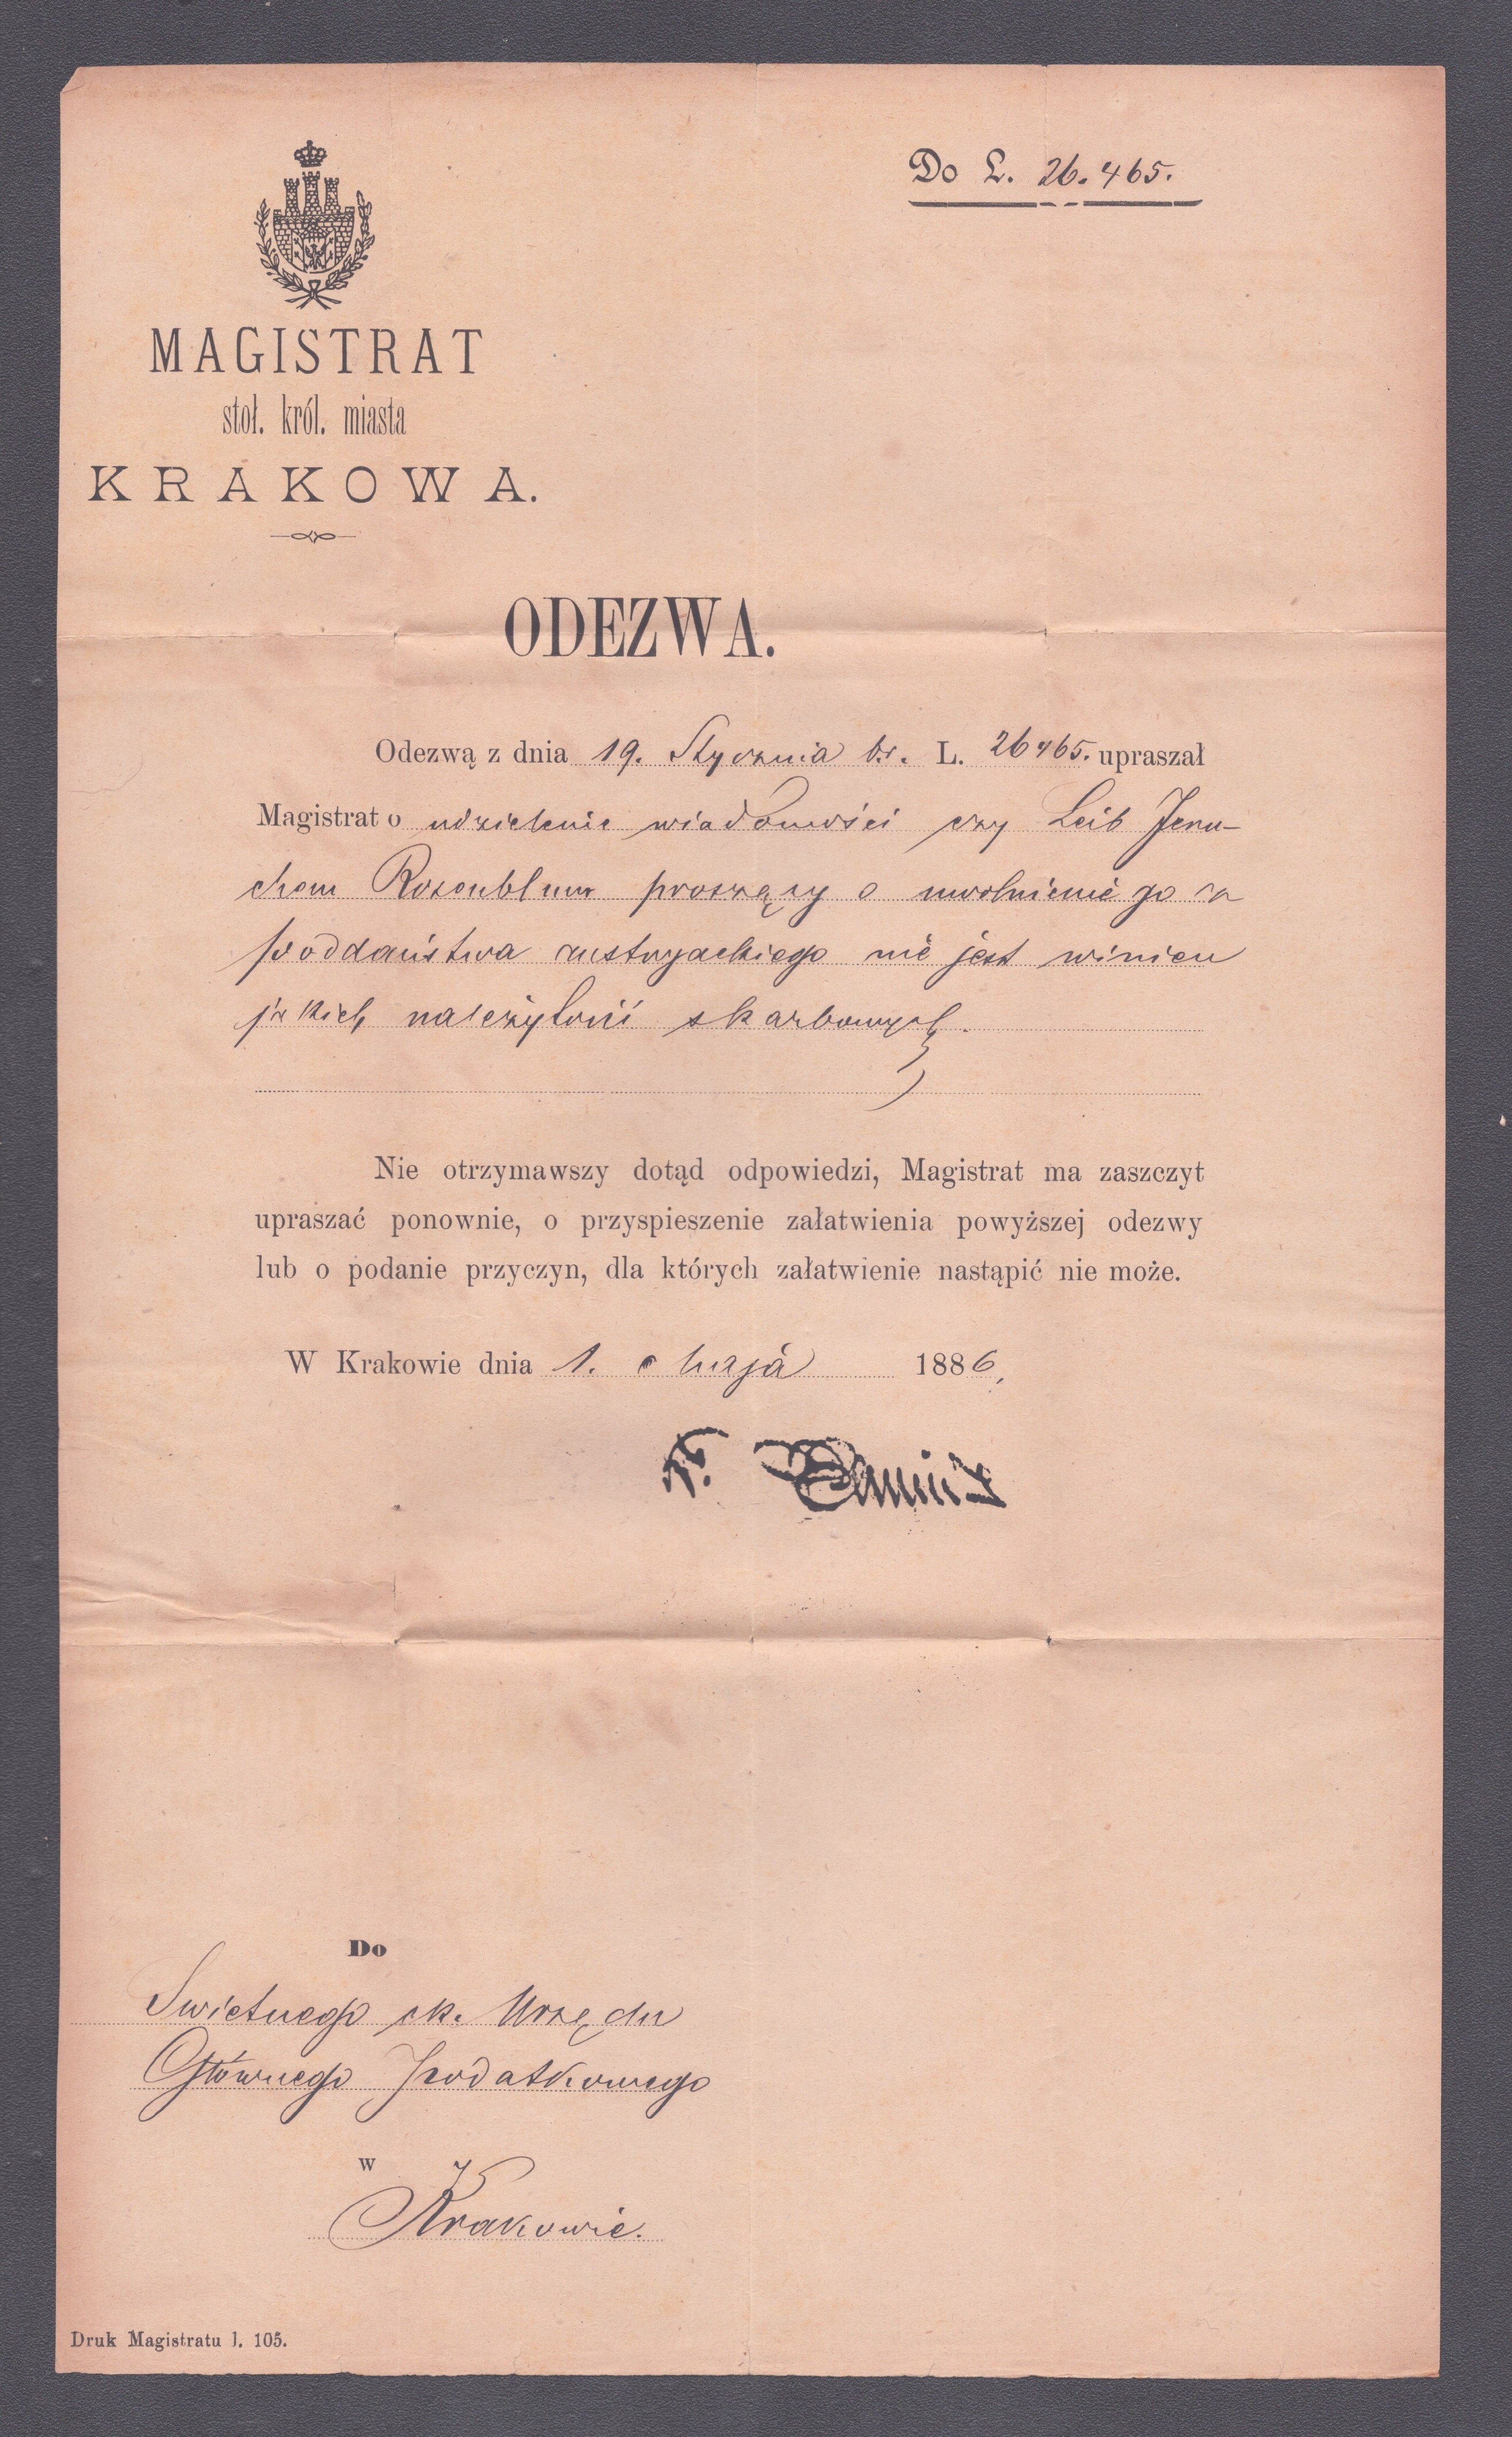 Do L. 26.465.
MAGISTRAT
stoł. król. miasta
KRAKOWA.
ODEZWA.
Odezwą z dnia 19. Stycznia b.r. L. 26465. upraszał
Magistrat o udzielenie wiadomości czy Leib Jeru-
chem Rosenblum proszący o uwolnienie go z
poddaństwa austryackiego nie jest winien
jakich należytości skarbowych.
Nie otrzymawszy dotąd odpowiedzi, Magistrat ma zaszczyt
upraszać ponownie, o przyspieszenie załatwienia powyższej odezwy
lub o podanie przyczyn, dla których załatwienie nastąpić nie może.
W Krakowie dnia 1. Maja 1886.
Do
Swietnego ck. Urzędu
Głównego Podatkowego
w
Krakowie.
Druk Magistratu l. 105.